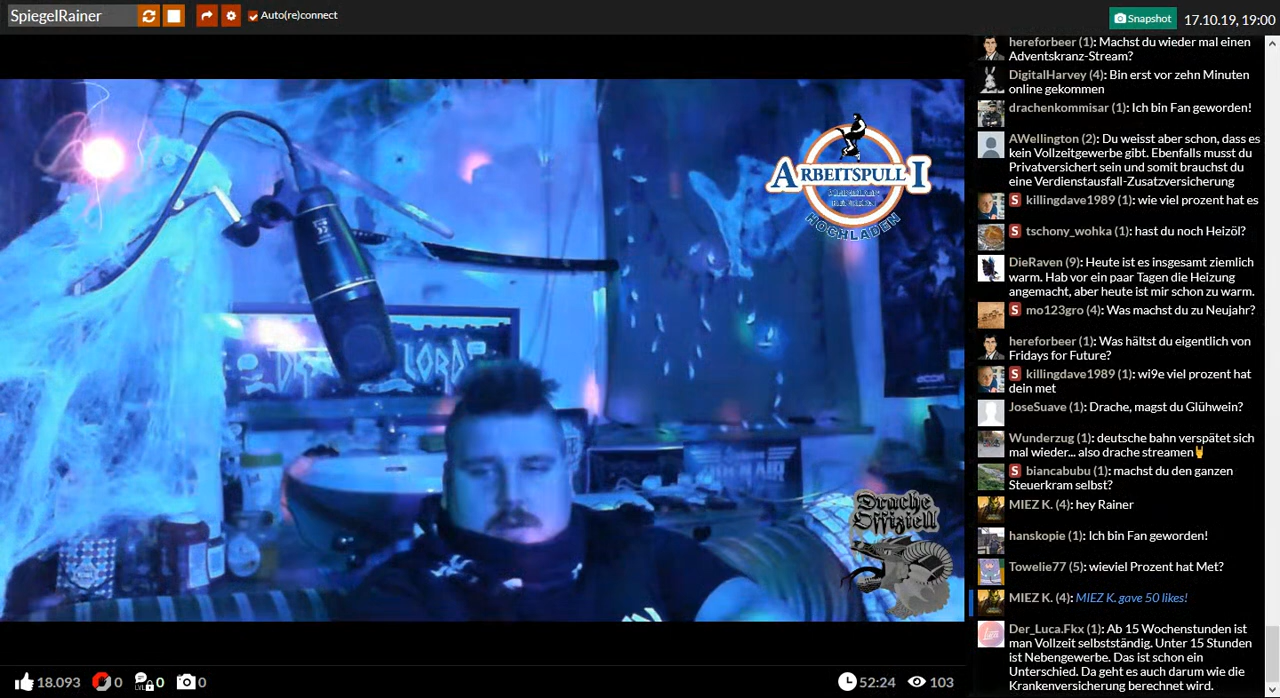 SpiegelRainer
Auto(re)connect
Snapshot
17.10.19, 19:00
ARBEITSPULLI
HOCHLADEN
LORD
Drache
Offiziell
hereforbeer (1): Machst du wieder mal einen
Adventskranz-Stream?
DigitalHarvey (4): Bin erst vor zehn Minuten
online gekommen
drachenkommisar (1): Ich bin Fan geworden!
AWellington (2): Du weisst aber schon, dass es
kein Vollzeitgewerbe gibt. Ebenfalls musst du
Privatversichert sein und somit brauchst du
eine Verdienstausfall-Zusatzversicherung
S killingdave1989 (1): wie viel prozent hat es
S tschony_wohka (1): hast du noch Heizöl?
DieRaven (9): Heute ist es insgesamt ziemlich
warm. Hab vor ein paar Tagen die Heizung
angemacht, aber heute ist mir schon zu warm.
S mo123gro (4): Was machst du zu Neujahr?
hereforbeer (1): Was hältst du eigentlich von
Fridays for Future?
S killingdave1989 (1): wi9e viel prozent hat
dein met
JoseSuave (1): Drache, magst du Glühwein?
Wunderzug (1): deutsche bahn verspätet sich
mal wieder... also drache streamen🤘
S biancabubu (1): machst du den ganzen
Steuerkram selbst?
MIEZ K. (4): hey Rainer
hanskopie (1): Ich bin Fan geworden!
Towelie77 (5): wieviel Prozent hat Met?
MIEZ K. (4): MIEZ K. gave 50 likes!
Der_Luca.Fkx (1): Ab 15 Wochenstunden ist
man Vollzeit selbstständig. Unter 15 Stunden
ist Nebengewerbe. Das ist schon ein
Unterschied. Da geht es auch darum wie die
Krankenversicherung berechnet wird.
18.093
0
LVL 0
0
52:24
103